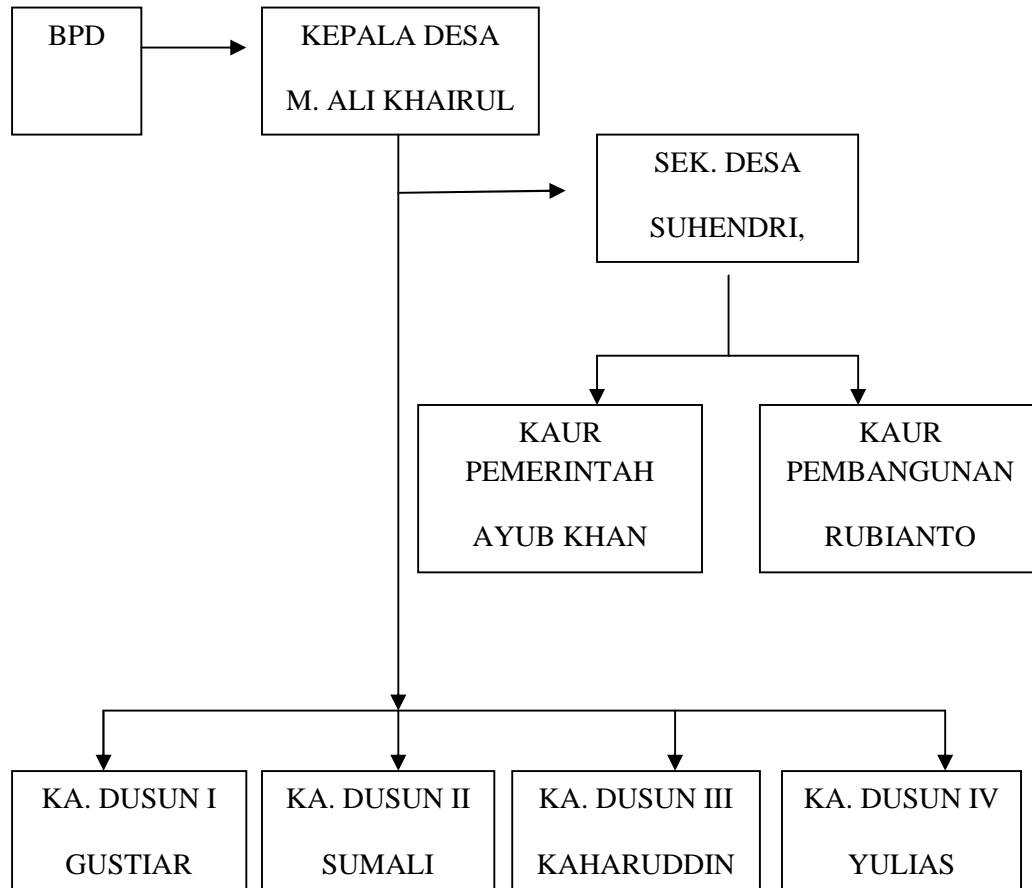 BPD
KEPALA DESA
M. ALI KHAIRUL
SEK. DESA
SUHENDRI,
KAUR
PEMERINTAH
AYUB KHAN
KAUR
PEMBANGUNAN
RUBIANTO
KA. DUSUN I
GUSTIAR
KA. DUSUN II
SUMALI
KA. DUSUN III
KAHARUDDIN
KA. DUSUN IV
YULIAS